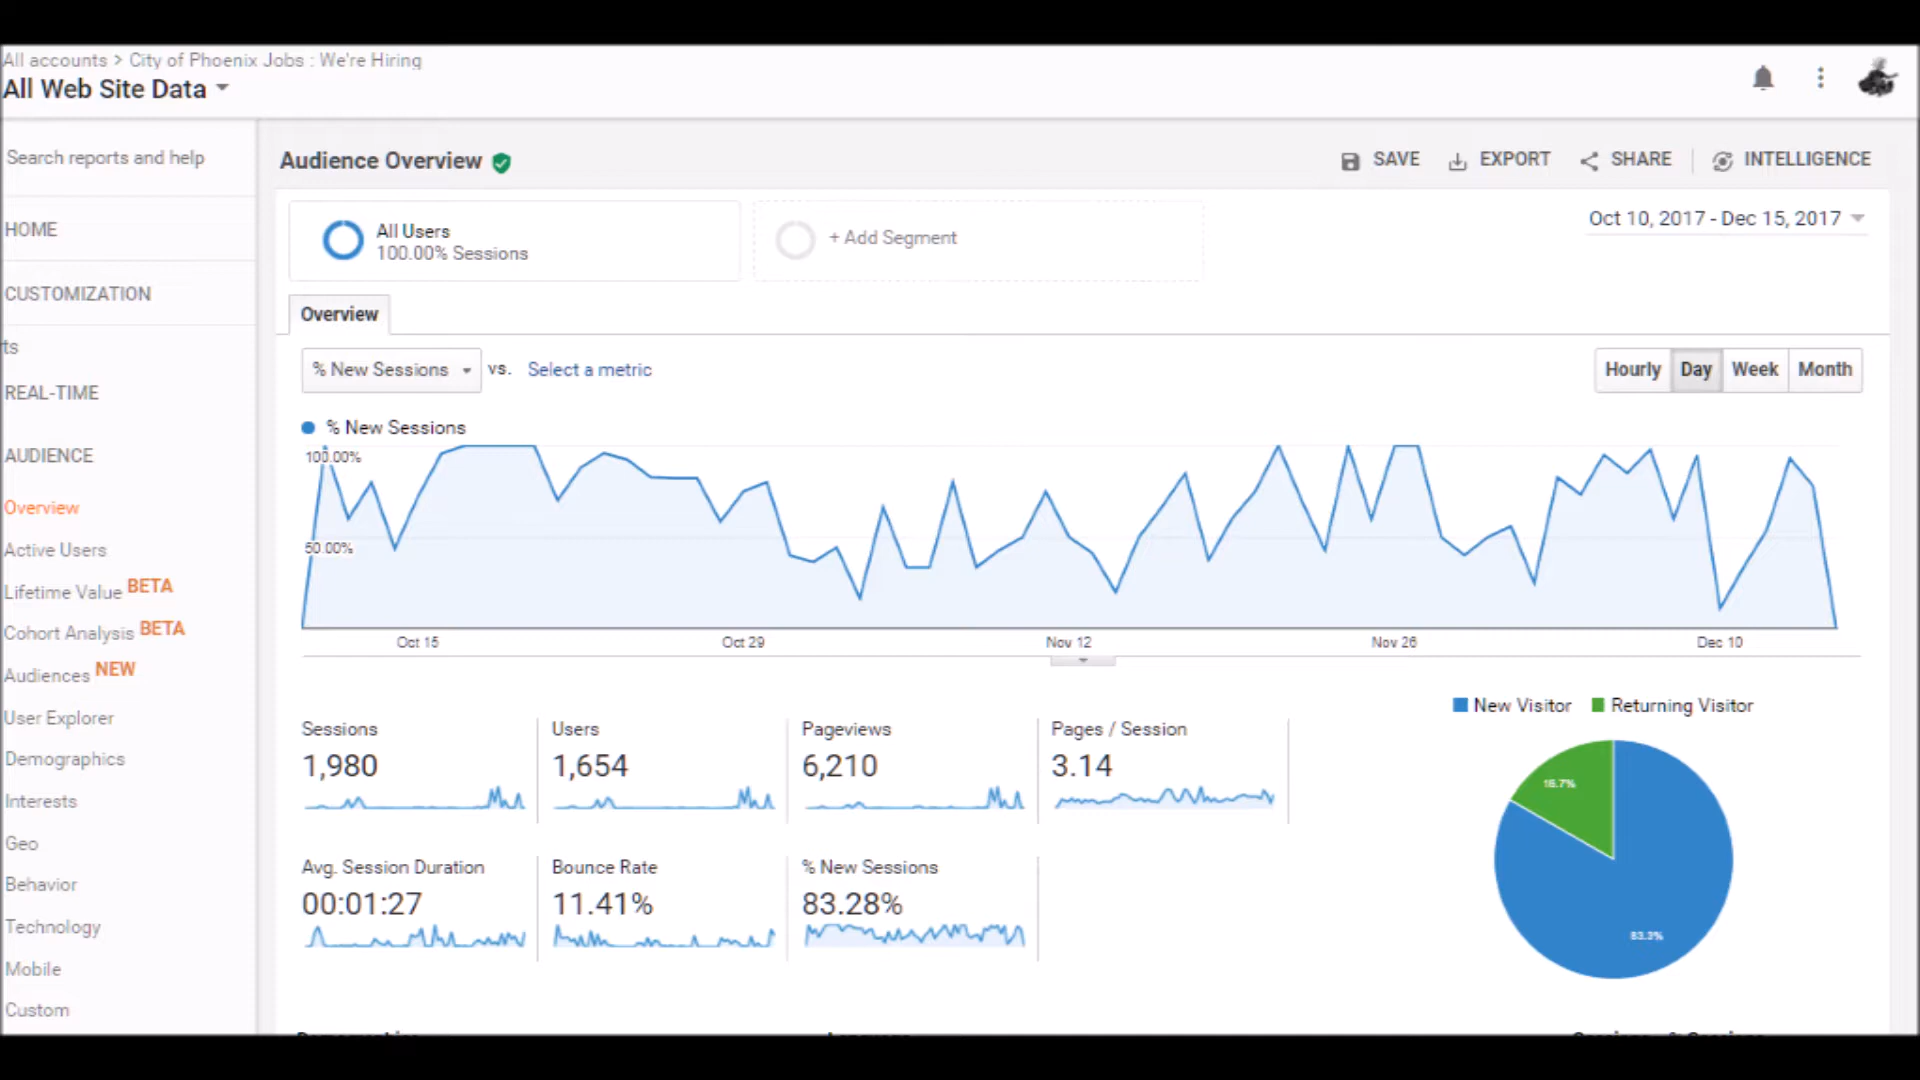 All accounts > City of Phoenix Jobs : We're Hiring
All Web Site Data
Search reports and help
HOME
CUSTOMIZATION
ts
REAL-TIME
AUDIENCE
Overview
Active Users
Lifetime Value BETA
Cohort Analysis BETA
Audiences NEW
User Explorer
Demographics
Interests
Geo
Behavior
Technology
Mobile
Custom
Audience Overview
SAVE
EXPORT
SHARE
INTELLIGENCE
All Users
100.00% Sessions
+ Add Segment
Oct 10, 2017 - Dec 15, 2017
Overview
% New Sessions vs. Select a metric
Hourly Day Week Month
% New Sessions
100.00%
50.00%
Oct 15 Oct 29 Nov 12 Nov 26 Dec 10
Sessions
1,980
Users
1,654
Pageviews
6,210
Pages / Session
3.14
Avg. Session Duration
00:01:27
Bounce Rate
11.41%
% New Sessions
83.28%
New Visitor Returning Visitor
16.7%
83.3%